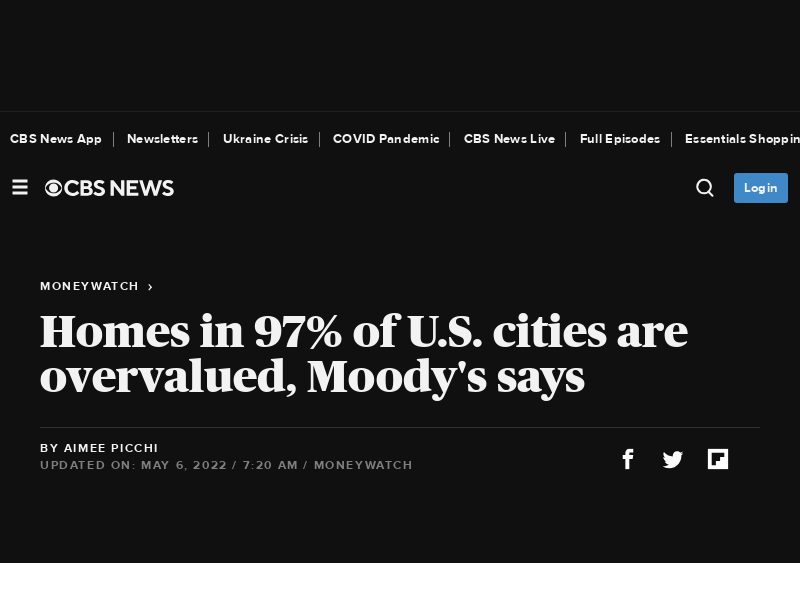 CBS News App
Newsletters
Ukraine Crisis
COVID Pandemic
CBS News Live
Full Episodes
Essentials Shoppin
CBS NEWS
Login
MONEYWATCH ›
Homes in 97% of U.S. cities are
overvalued, Moody's says
BY AIMEE PICCHI
UPDATED ON: MAY 6, 2022 / 7:20 AM / MONEYWATCH